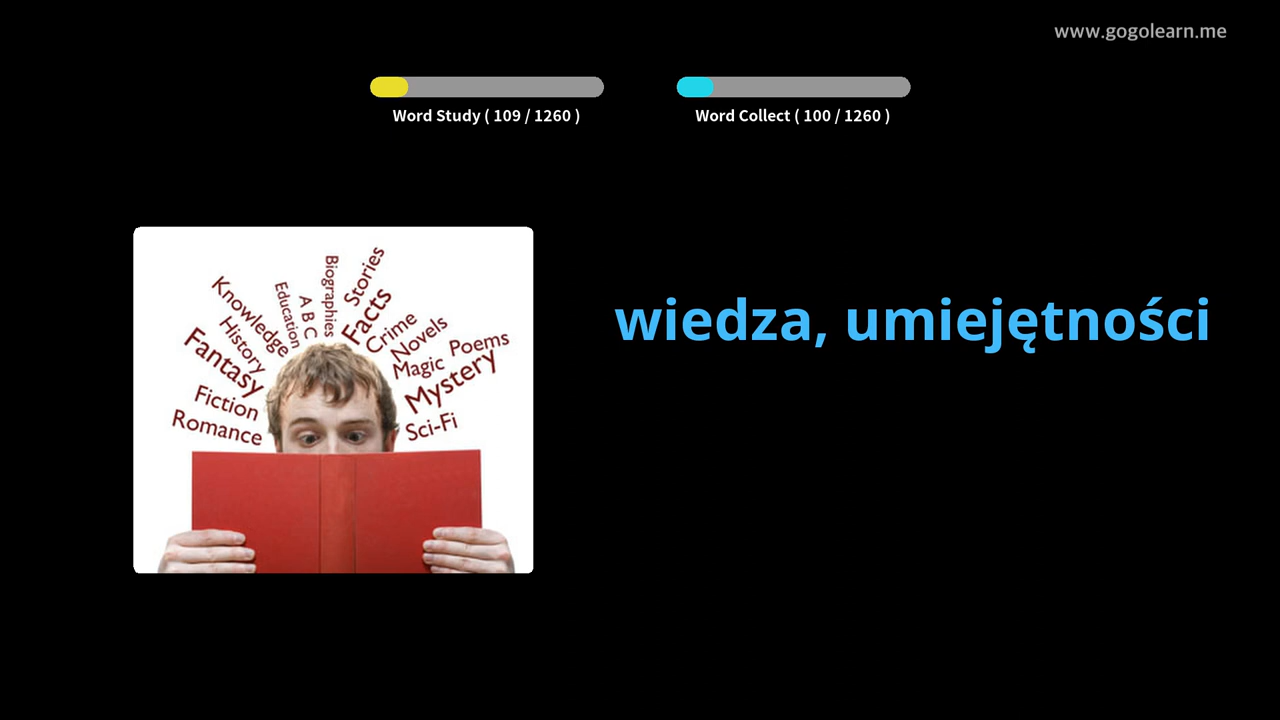 www.gogolearn.me
Word Study ( 109 / 1260 )
Word Collect ( 100 / 1260 )
wiedza, umiejętności
Knowledge
History
Fantasy
Fiction
Romance
Education
A B C
Biographies
Stories
Facts
Crime
Novels
Magic
Poems
Mystery
Sci-Fi